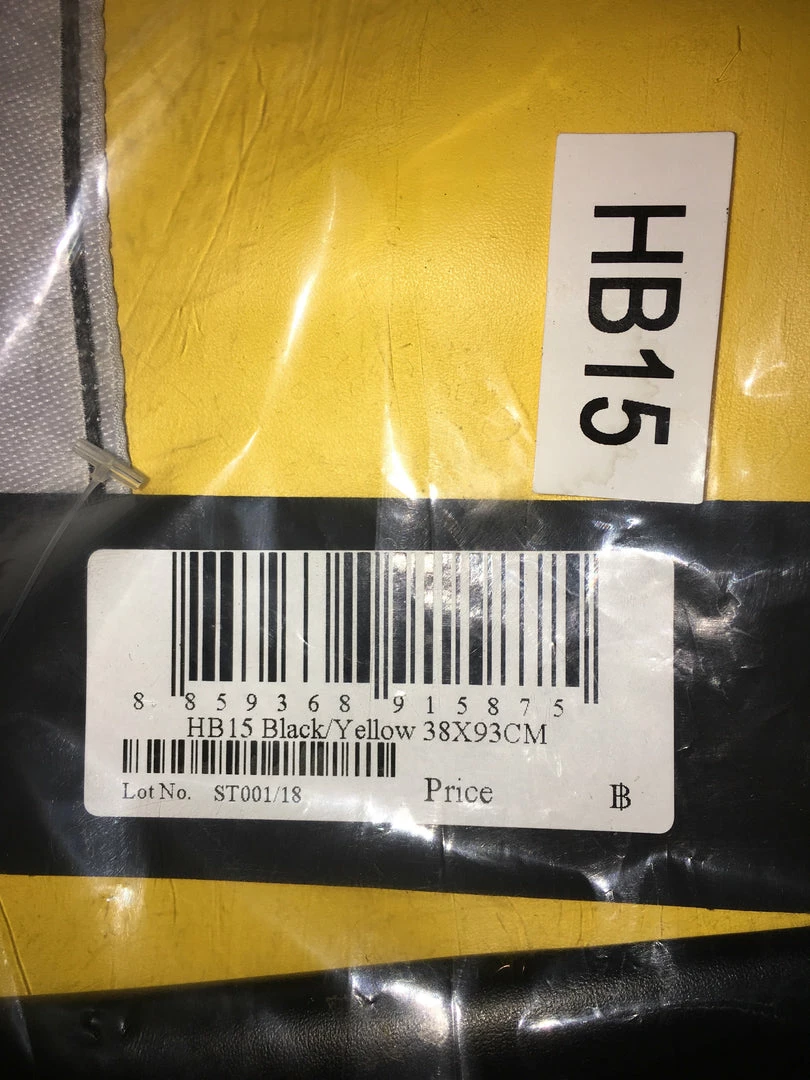 HB15
8 859368 915875
HB15 Black/Yellow 38X93CM
Lot No. ST001/18
Price ฿